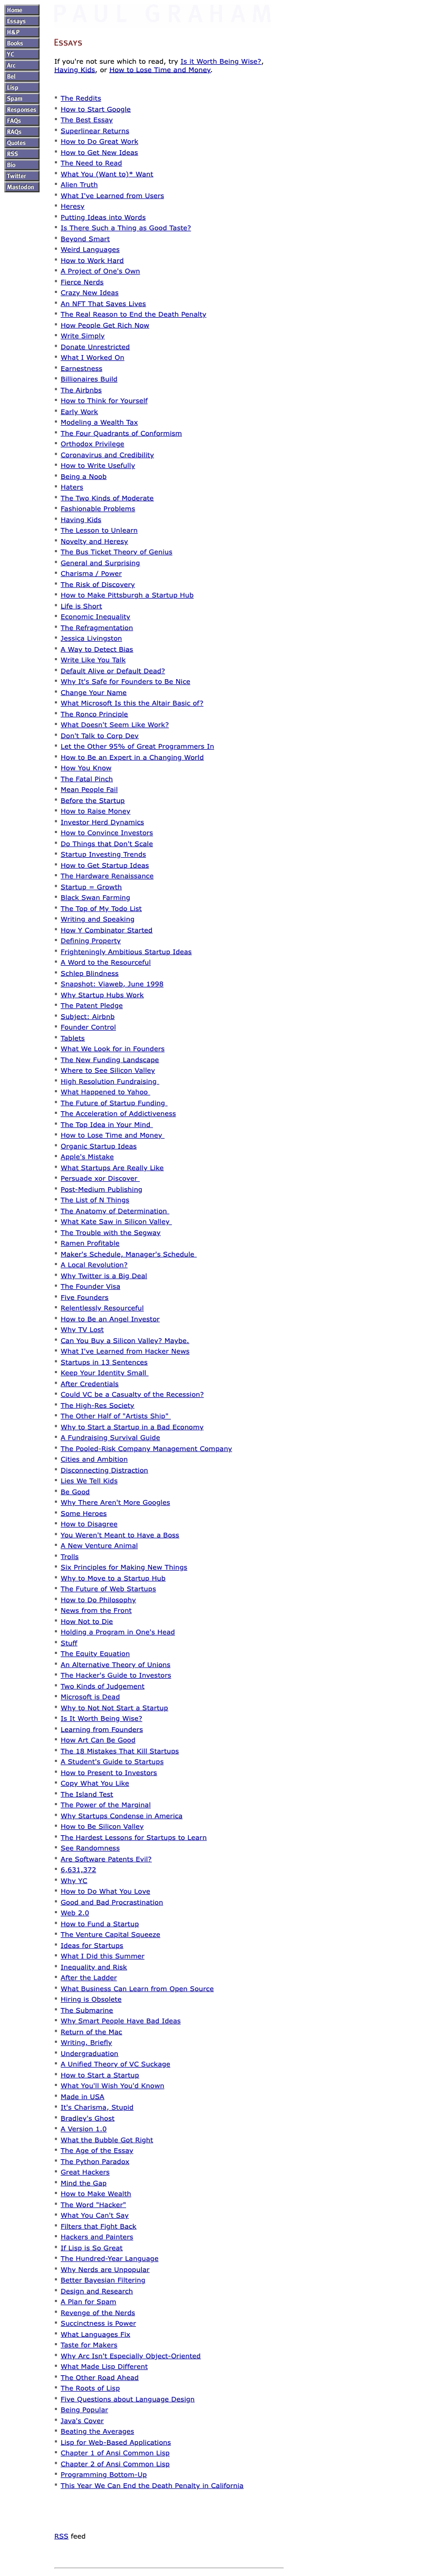 PAUL GRAHAM
Home
Essays
H&P
Books
YC
Arc
Bel
Lisp
Spam
Responses
FAQs
RAQs
Quotes
RSS
Bio
Twitter
Mastodon
Essays
If you're not sure which to read, try Is it Worth Being Wise?,
Having Kids, or How to Lose Time and Money.
The Reddits
How to Start Google
The Best Essay
Superlinear Returns
How to Do Great Work
How to Get New Ideas
The Need to Read
What You (Want to)* Want
Alien Truth
What I've Learned from Users
Heresy
Putting Ideas into Words
Is There Such a Thing as Good Taste?
Beyond Smart
Weird Languages
How to Work Hard
A Project of One's Own
Fierce Nerds
Crazy New Ideas
An NFT That Saves Lives
The Real Reason to End the Death Penalty
How People Get Rich Now
Write Simply
Donate Unrestricted
What I Worked On
Earnestness
Billionaires Build
The Airbnbs
How to Think for Yourself
Early Work
Modeling a Wealth Tax
The Four Quadrants of Conformism
Orthodox Privilege
Coronavirus and Credibility
How to Write Usefully
Being a Noob
Haters
The Two Kinds of Moderate
Fashionable Problems
Having Kids
The Lesson to Unlearn
Novelty and Heresy
The Bus Ticket Theory of Genius
General and Surprising
Charisma / Power
The Risk of Discovery
How to Make Pittsburgh a Startup Hub
Life is Short
Economic Inequality
The Refragmentation
Jessica Livingston
A Way to Detect Bias
Write Like You Talk
Default Alive or Default Dead?
Why It's Safe for Founders to Be Nice
Change Your Name
What Microsoft Is this the Altair Basic of?
The Ronco Principle
What Doesn't Seem Like Work?
Don't Talk to Corp Dev
Let the Other 95% of Great Programmers In
How to Be an Expert in a Changing World
How You Know
The Fatal Pinch
Mean People Fail
Before the Startup
How to Raise Money
Investor Herd Dynamics
How to Convince Investors
Do Things that Don't Scale
Startup Investing Trends
How to Get Startup Ideas
The Hardware Renaissance
Startup = Growth
Black Swan Farming
The Top of My Todo List
Writing and Speaking
How Y Combinator Started
Defining Property
Frighteningly Ambitious Startup Ideas
A Word to the Resourceful
Schlep Blindness
Snapshot: Viaweb, June 1998
Why Startup Hubs Work
The Patent Pledge
Subject: Airbnb
Founder Control
Tablets
What We Look for in Founders
The New Funding Landscape
Where to See Silicon Valley
High Resolution Fundraising
What Happened to Yahoo
The Future of Startup Funding
The Acceleration of Addictiveness
The Top Idea in Your Mind
How to Lose Time and Money
Organic Startup Ideas
Apple's Mistake
What Startups Are Really Like
Persuade xor Discover
Post-Medium Publishing
The List of N Things
The Anatomy of Determination
What Kate Saw in Silicon Valley
The Trouble with the Segway
Ramen Profitable
Maker's Schedule, Manager's Schedule
A Local Revolution?
Why Twitter is a Big Deal
The Founder Visa
Five Founders
Relentlessly Resourceful
How to Be an Angel Investor
Why TV Lost
Can You Buy a Silicon Valley? Maybe.
What I've Learned from Hacker News
Startups in 13 Sentences
Keep Your Identity Small
After Credentials
Could VC be a Casualty of the Recession?
The High-Res Society
The Other Half of "Artists Ship"
Why to Start a Startup in a Bad Economy
A Fundraising Survival Guide
The Pooled-Risk Company Management Company
Cities and Ambition
Disconnecting Distraction
Lies We Tell Kids
Be Good
Why There Aren't More Googles
Some Heroes
How to Disagree
You Weren't Meant to Have a Boss
A New Venture Animal
Trolls
Six Principles for Making New Things
Why to Move to a Startup Hub
The Future of Web Startups
How to Do Philosophy
News from the Front
How Not to Die
Holding a Program in One's Head
Stuff
The Equity Equation
An Alternative Theory of Unions
The Hacker's Guide to Investors
Two Kinds of Judgement
Microsoft is Dead
Why to Not Not Start a Startup
Is It Worth Being Wise?
Learning from Founders
How Art Can Be Good
The 18 Mistakes That Kill Startups
A Student's Guide to Startups
How to Present to Investors
Copy What You Like
The Island Test
The Power of the Marginal
Why Startups Condense in America
How to Be Silicon Valley
The Hardest Lessons for Startups to Learn
See Randomness
Are Software Patents Evil?
6,631,372
Why YC
How to Do What You Love
Good and Bad Procrastination
Web 2.0
How to Fund a Startup
The Venture Capital Squeeze
Ideas for Startups
What I Did this Summer
Inequality and Risk
After the Ladder
What Business Can Learn from Open Source
Hiring is Obsolete
The Submarine
Why Smart People Have Bad Ideas
Return of the Mac
Writing, Briefly
Undergraduation
A Unified Theory of VC Suckage
How to Start a Startup
What You'll Wish You'd Known
Made in USA
It's Charisma, Stupid
Bradley's Ghost
A Version 1.0
What the Bubble Got Right
The Age of the Essay
The Python Paradox
Great Hackers
Mind the Gap
How to Make Wealth
The Word "Hacker"
What You Can't Say
Filters that Fight Back
Hackers and Painters
If Lisp is So Great
The Hundred-Year Language
Why Nerds are Unpopular
Better Bayesian Filtering
Design and Research
A Plan for Spam
Revenge of the Nerds
Succinctness is Power
What Languages Fix
Taste for Makers
Why Arc Isn't Especially Object-Oriented
What Made Lisp Different
The Other Road Ahead
The Roots of Lisp
Five Questions about Language Design
Being Popular
Java's Cover
Beating the Averages
Lisp for Web-Based Applications
Chapter 1 of Ansi Common Lisp
Chapter 2 of Ansi Common Lisp
Programming Bottom-Up
This Year We Can End the Death Penalty in California
RSS feed